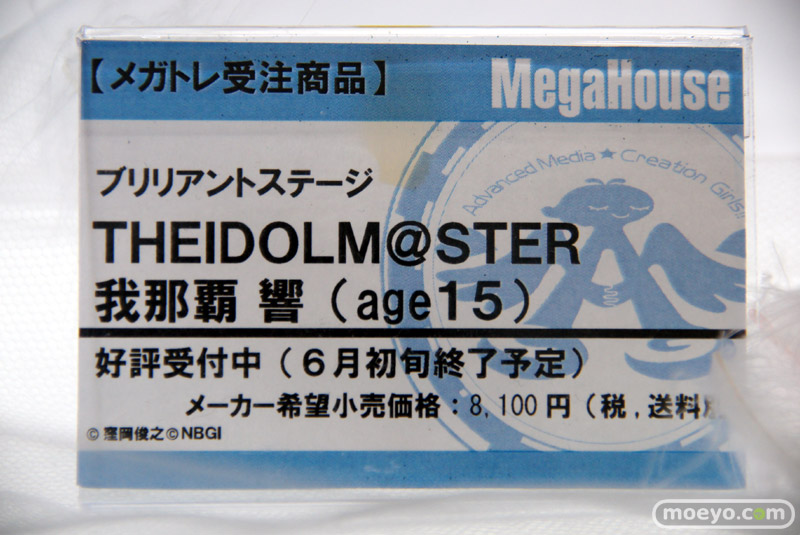 【メガトレ受注商品】
MegaHouse
Advanced Media★Creation Girls!!
ブリリアントステージ
THEIDOLM@STER
我那覇 響（age15）
好評受付中（６月初旬終了予定）
メーカー希望小売価格：8,100円（税,送料別
©窪岡俊之©NBGI
moeyo.com